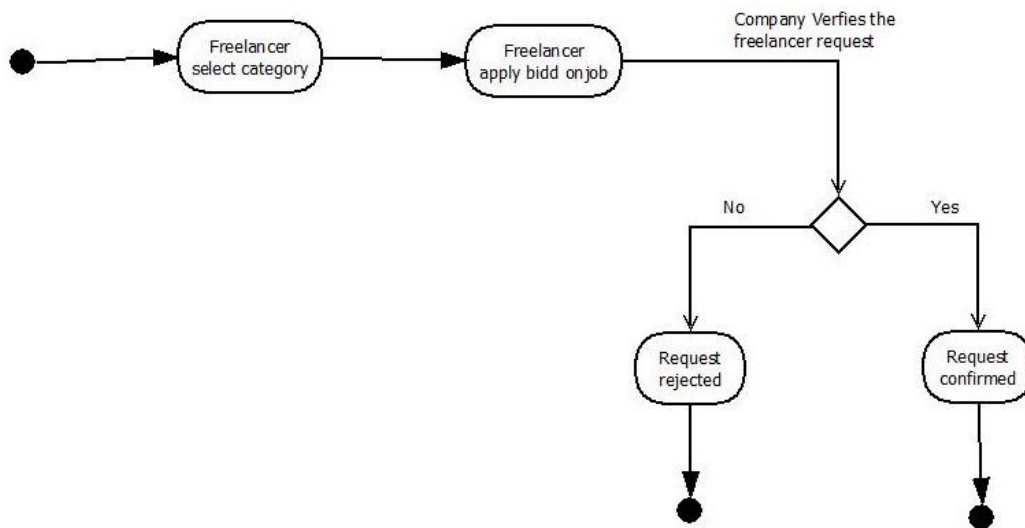 Freelancer
select category
Freelancer
apply bidd onjob
Company Verfies the
freelancer request
No
Yes
Request
rejected
Request
confirmed